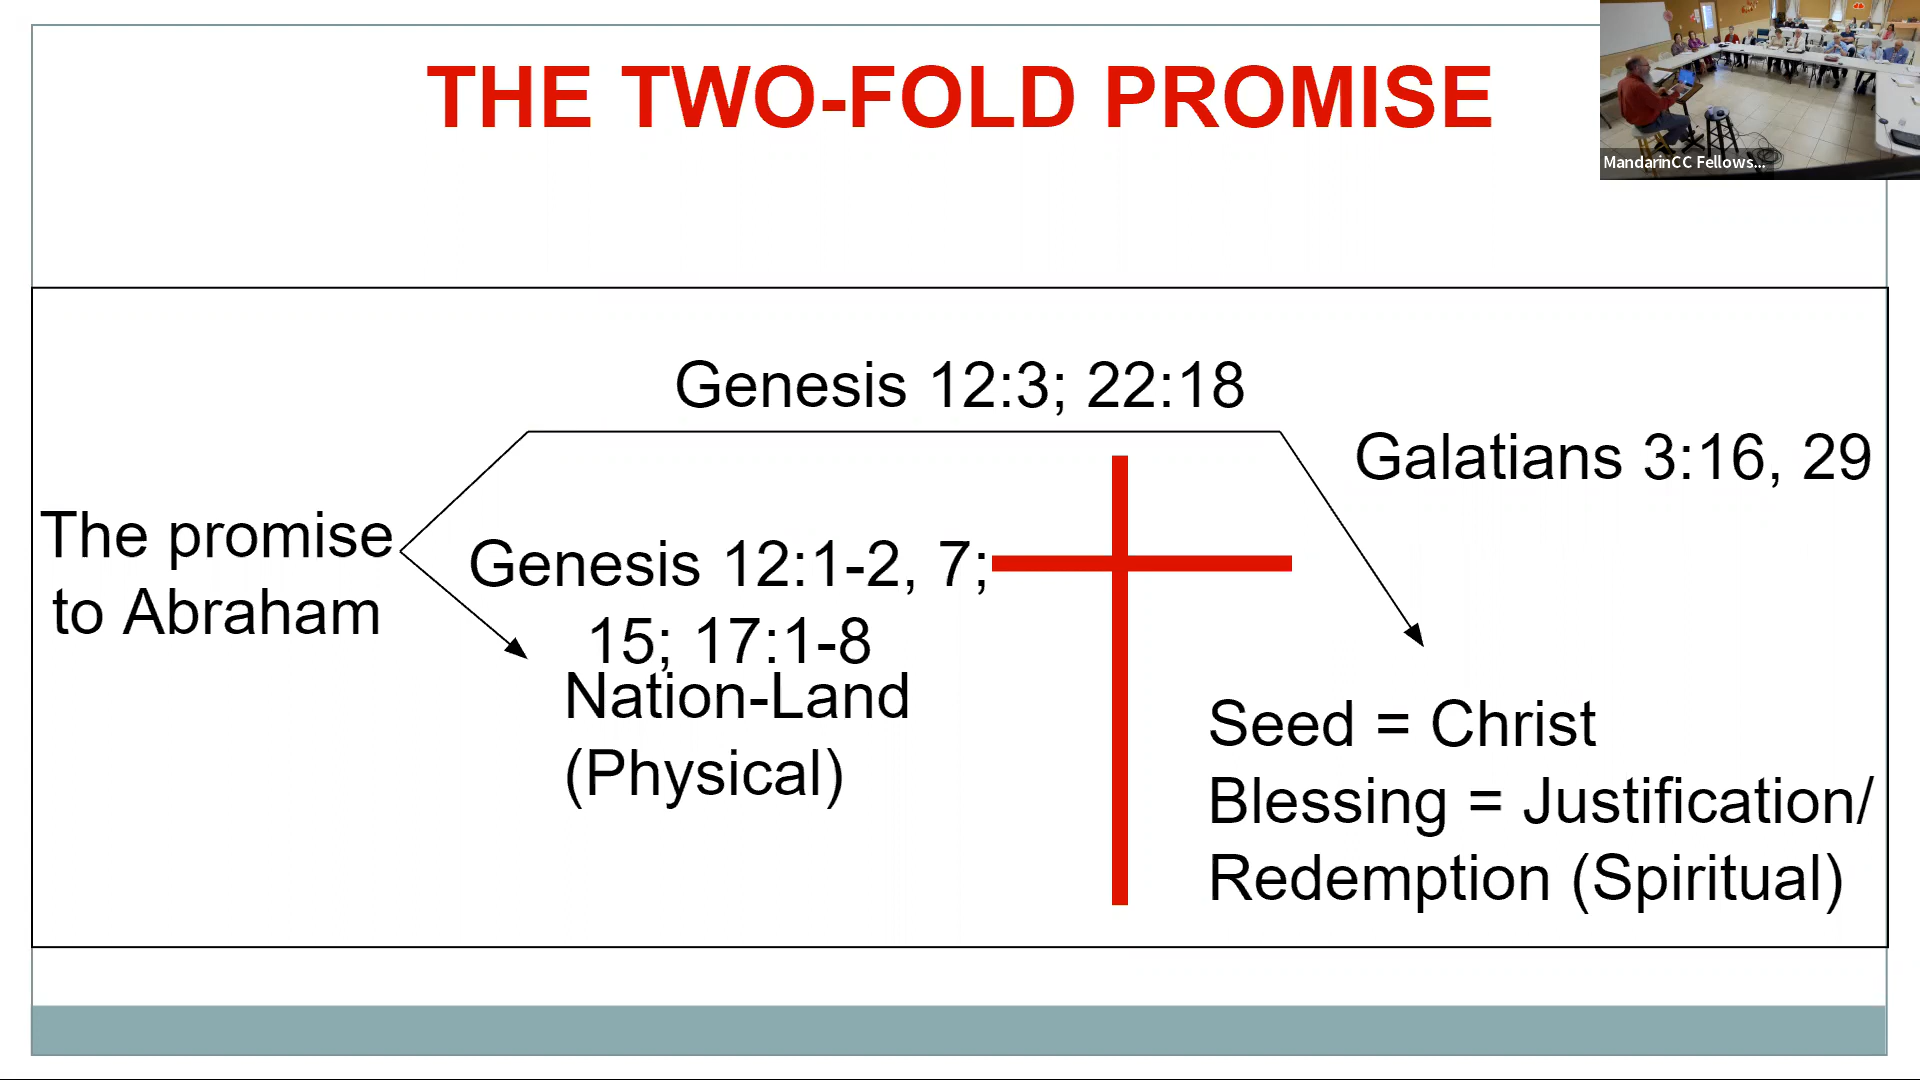 THE TWO-FOLD PROMISE
MandarinCC Fellows...
Genesis 12:3; 22:18
Galatians 3:16, 29
The promise
to Abraham
Genesis 12:1-2, 7;
15; 17:1-8
Nation-Land
(Physical)
Seed = Christ
Blessing = Justification/
Redemption (Spiritual)